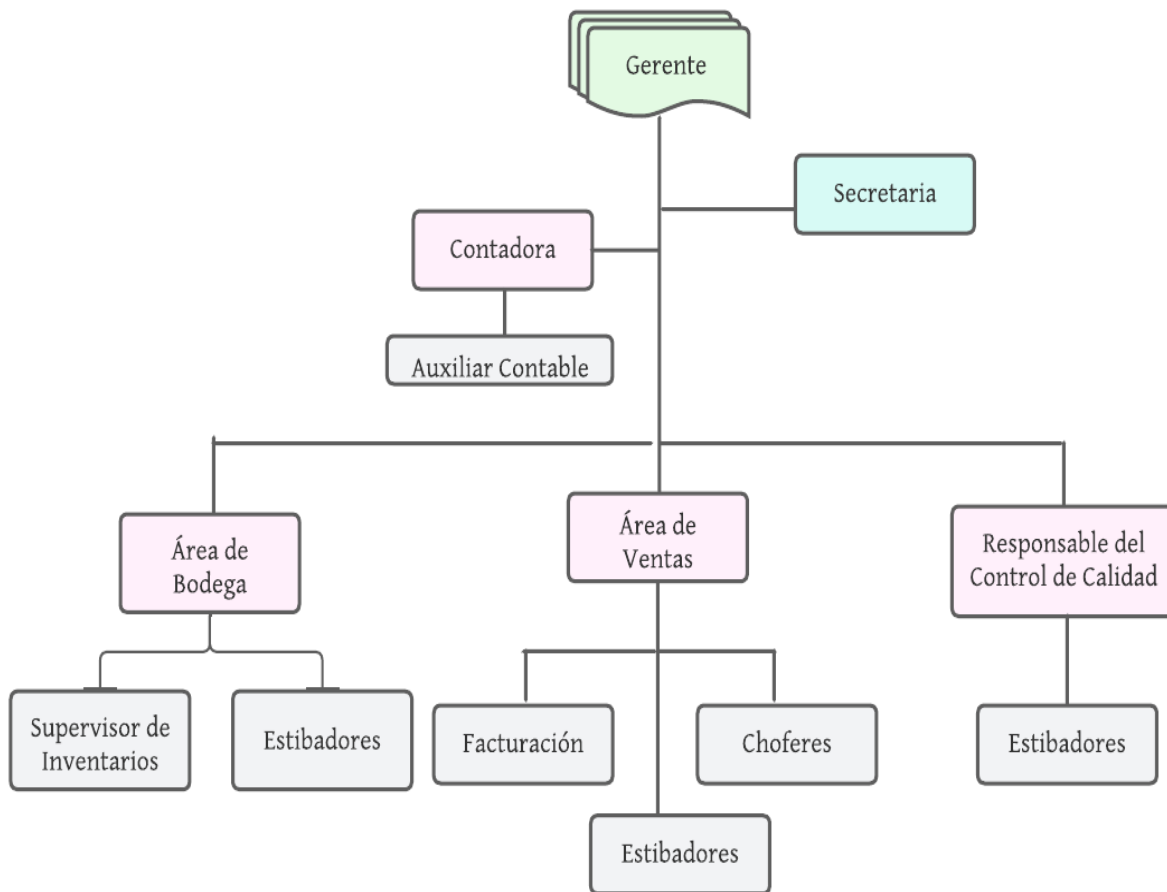 Gerente
Secretaria
Contadora
Auxiliar Contable
Área de
Bodega
Área de
Ventas
Responsable del
Control de Calidad
Supervisor de
Inventarios
Estibadores
Facturación
Choferes
Estibadores
Estibadores